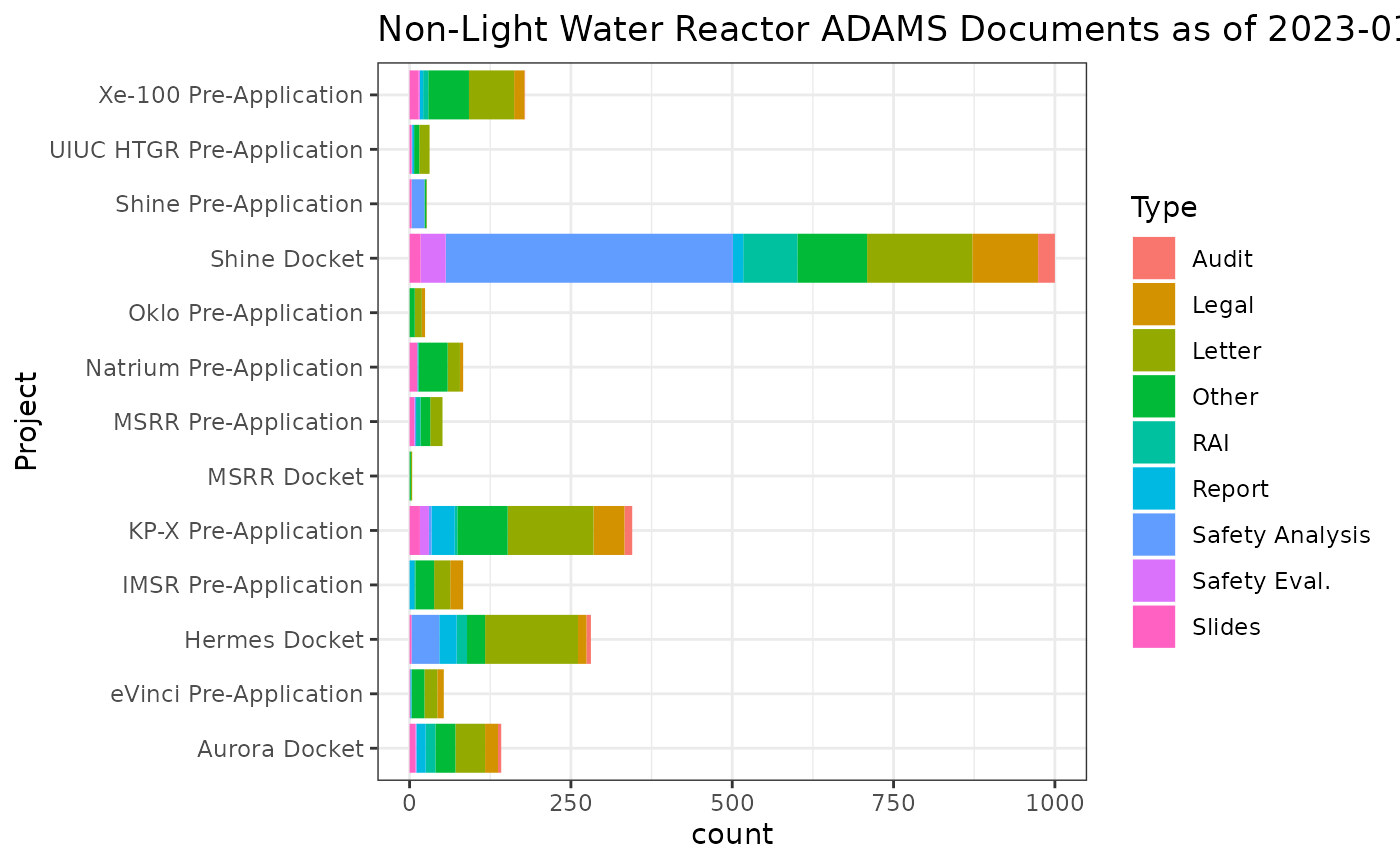 Non-Light Water Reactor ADAMS Documents as of 2023-01
Xe-100 Pre-Application
UIUC HTGR Pre-Application
Shine Pre-Application
Shine Docket
Oklo Pre-Application
Natrium Pre-Application
MSRR Pre-Application
MSRR Docket
KP-X Pre-Application
IMSR Pre-Application
Hermes Docket
eVinci Pre-Application
Aurora Docket
Project
0 250 500 750 1000
count
Type
Audit
Legal
Letter
Other
RAI
Report
Safety Analysis
Safety Eval.
Slides